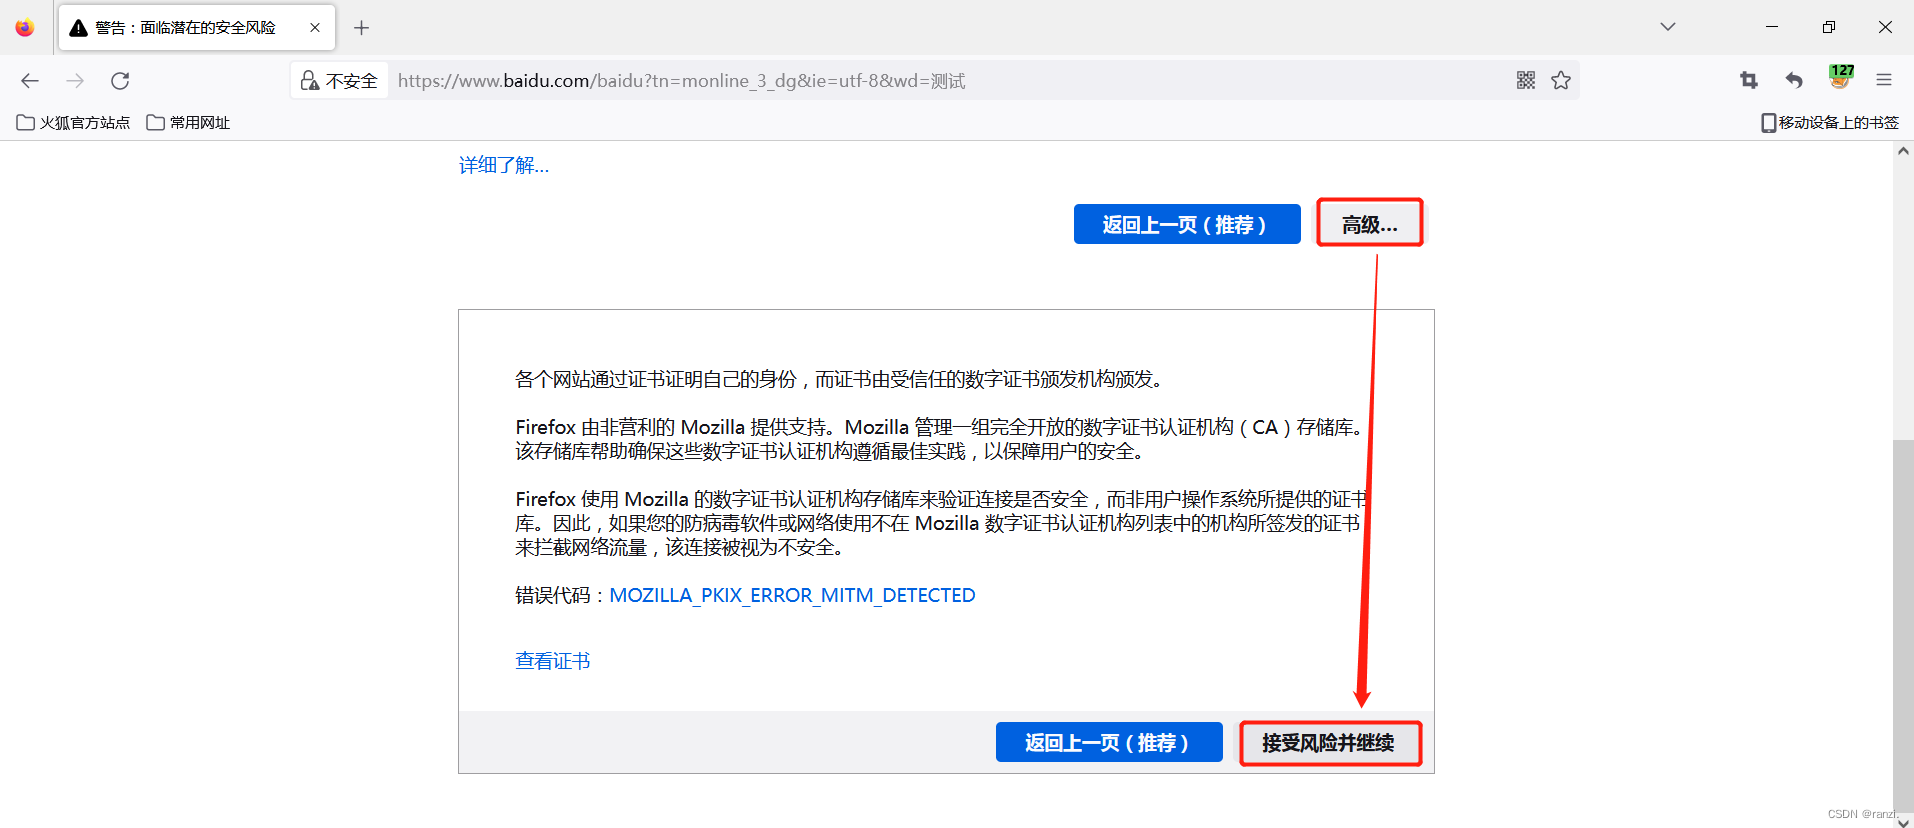 警告：面临潜在的安全风险
不安全
https://www.baidu.com/baidu?tn=monline_3_dg&ie=utf-8&wd=测试
127
火狐官方站点
常用网址
移动设备上的书签
详细了解...
返回上一页（推荐）
高级...
各个网站通过证书证明自己的身份，而证书由受信任的数字证书颁发机构颁发。
Firefox 由非营利的 Mozilla 提供支持。Mozilla 管理一组完全开放的数字证书认证机构（CA）存储库。
该存储库帮助确保这些数字证书认证机构遵循最佳实践，以保障用户的安全。
Firefox 使用 Mozilla 的数字证书认证机构存储库来验证连接是否安全，而非用户操作系统所提供的证书
库。因此，如果您的防病毒软件或网络使用不在 Mozilla 数字证书认证机构列表中的机构所签发的证书
来拦截网络流量，该连接被视为不安全。
错误代码：MOZILLA_PKIX_ERROR_MITM_DETECTED
查看证书
返回上一页（推荐）
接受风险并继续
CSDN @ranzi.